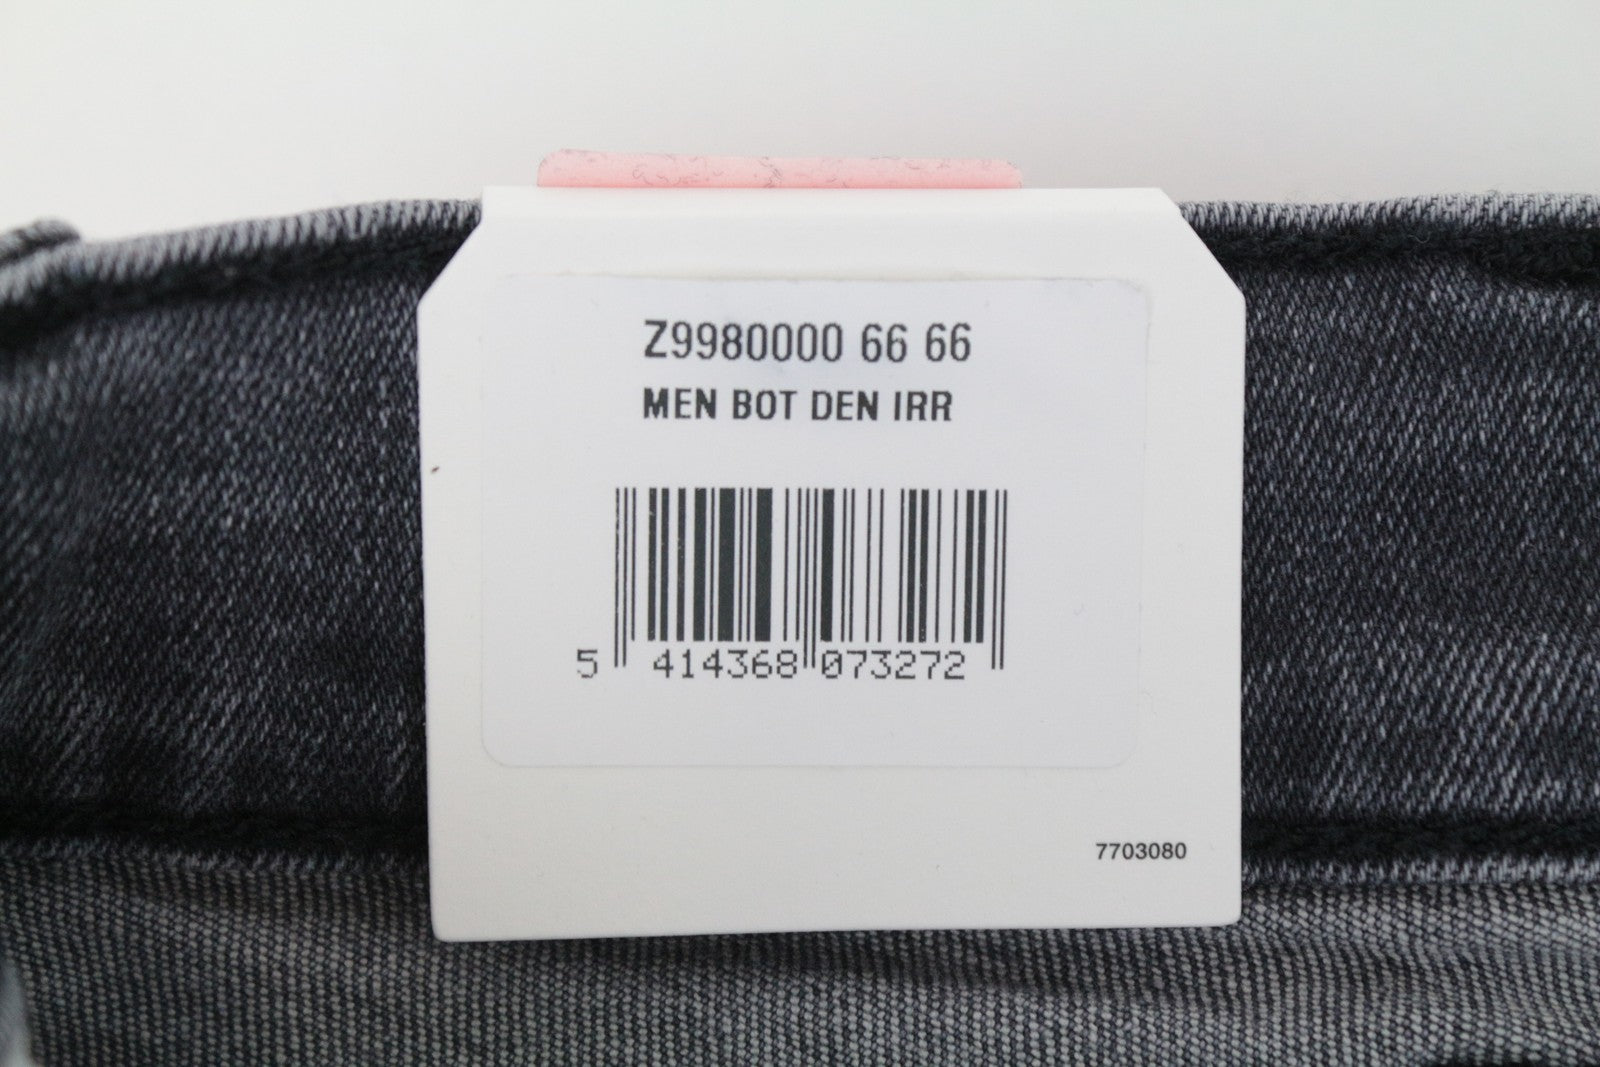 Z9980000 66 66
MEN BOT DEN IRR
5 414368 073272
7703080